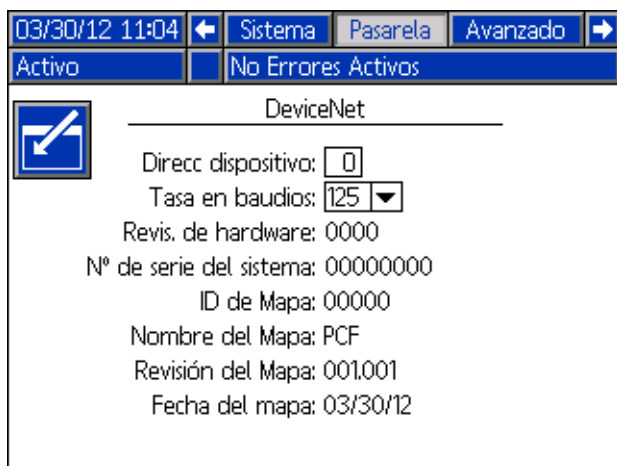 03/30/12 11:04 Sistema Pasarela Avanzado
Activo No Errores Activos
DeviceNet
Direcc dispositivo: 0
Tasa en baudios: 125
Revis. de hardware: 0000
Nº de serie del sistema: 00000000
ID de Mapa: 00000
Nombre del Mapa: PCF
Revisión del Mapa: 001.001
Fecha del mapa: 03/30/12